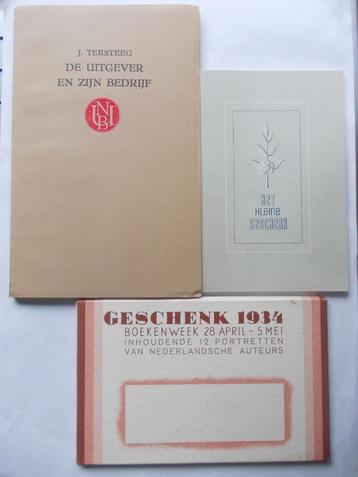 J. TERSTEEG
DE UITGEVER
EN ZIJN BEDRIJF
HET
KLEINE
GESCHENK
GESCHENK 1934
BOEKENWEEK 28 APRIL - 5 MEI
INHOUDENDE 12 PORTRETTEN
VAN NEDERLANDSCHE AUTEURS